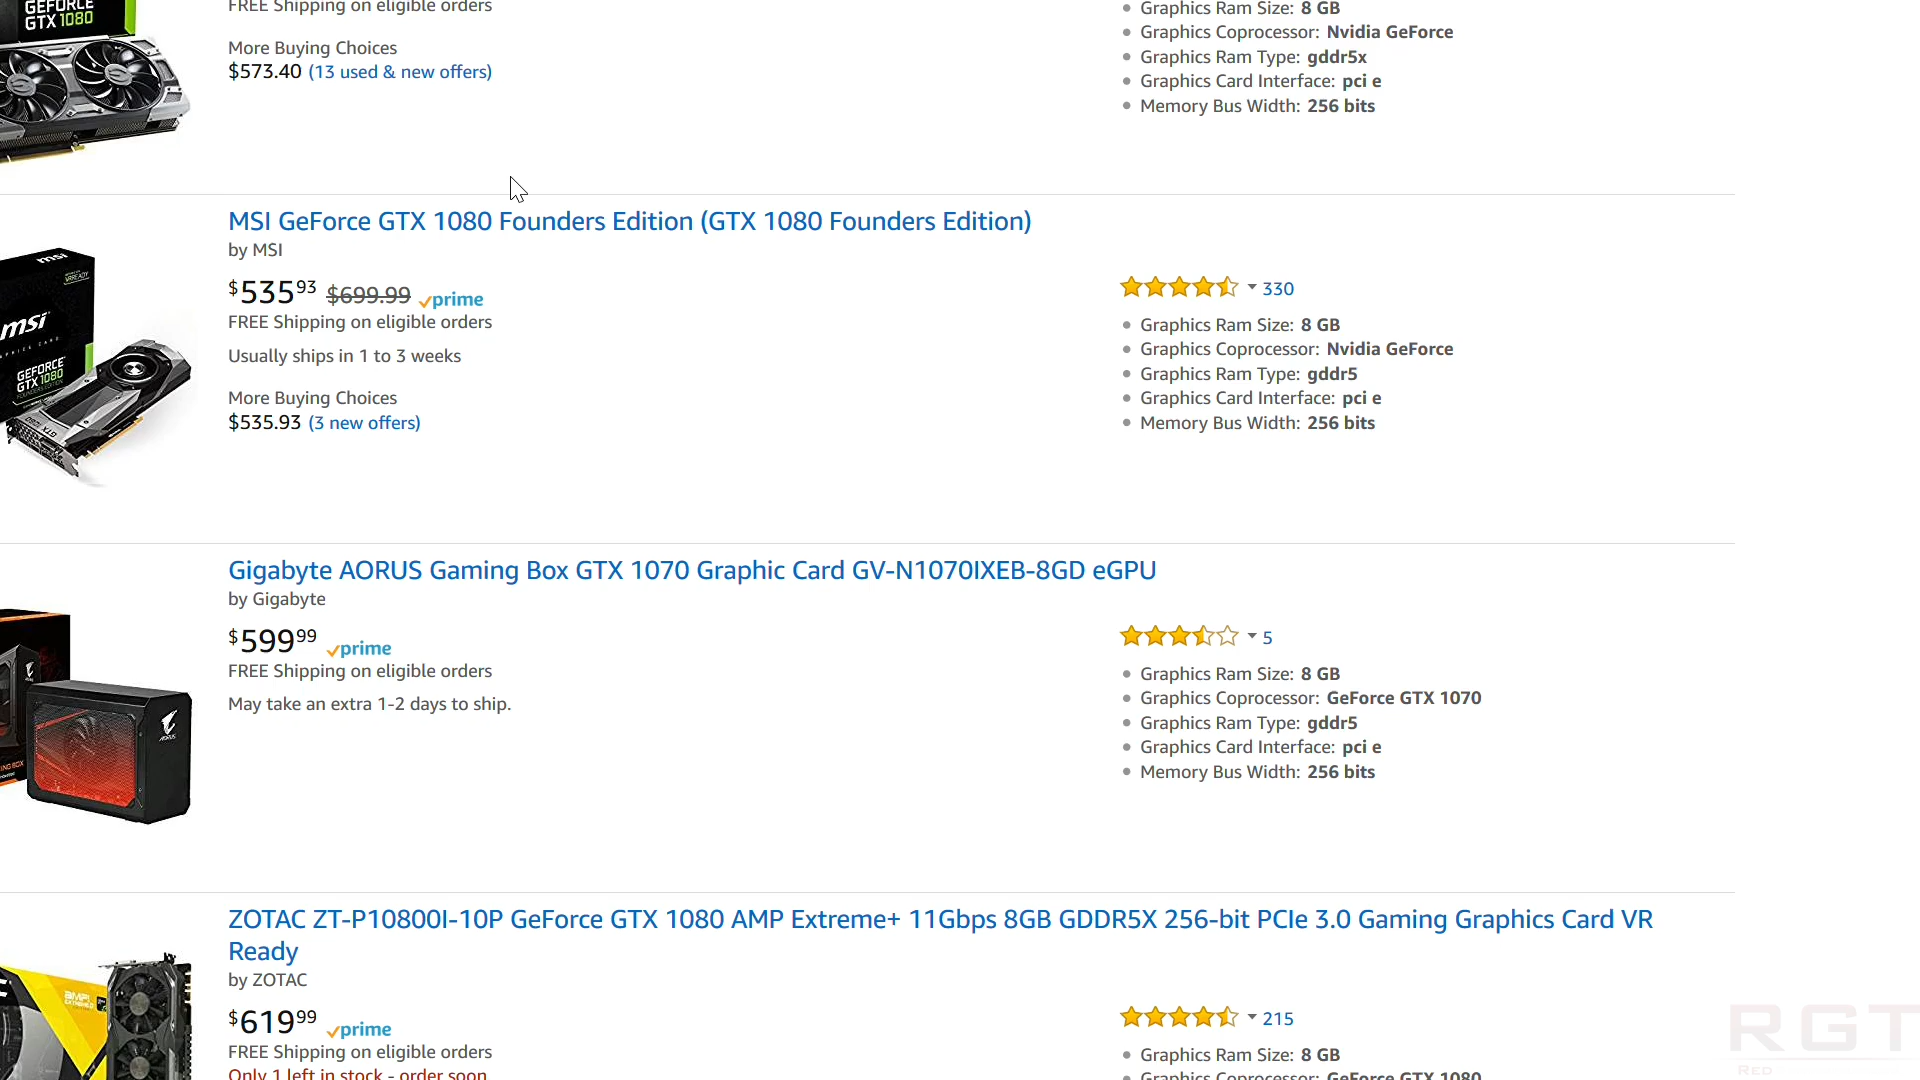 GEFORCE
GTX 1080
FREE Shipping on eligible orders
More Buying Choices
$573.40 (13 used & new offers)
Graphics Ram Size: 8 GB
Graphics Coprocessor: Nvidia GeForce
Graphics Ram Type: gddr5x
Graphics Card Interface: pci e
Memory Bus Width: 256 bits
MSI GeForce GTX 1080 Founders Edition (GTX 1080 Founders Edition)
by MSI
$535 93 $699.99 prime
FREE Shipping on eligible orders
Usually ships in 1 to 3 weeks
More Buying Choices
$535.93 (3 new offers)
330
Graphics Ram Size: 8 GB
Graphics Coprocessor: Nvidia GeForce
Graphics Ram Type: gddr5
Graphics Card Interface: pci e
Memory Bus Width: 256 bits
msi
msi
GEFORCE
GTX 1080
Gigabyte AORUS Gaming Box GTX 1070 Graphic Card GV-N1070IXEB-8GD eGPU
by Gigabyte
$599 99 prime
FREE Shipping on eligible orders
May take an extra 1-2 days to ship.
5
Graphics Ram Size: 8 GB
Graphics Coprocessor: GeForce GTX 1070
Graphics Ram Type: gddr5
Graphics Card Interface: pci e
Memory Bus Width: 256 bits
AORUS
ZOTAC ZT-P10800I-10P GeForce GTX 1080 AMP Extreme+ 11Gbps 8GB GDDR5X 256-bit PCIe 3.0 Gaming Graphics Card VR
Ready
by ZOTAC
$619 99 prime
FREE Shipping on eligible orders
Only 1 left in stock - order soon.
215
Graphics Ram Size: 8 GB
Graphics Coprocessor: GeForce GTX 1080
RGT
RED